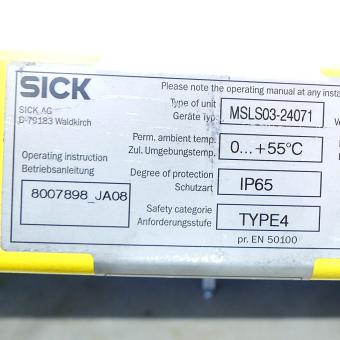 Please note the operating manual at any insta
SICK
SICK AG
D-79183 Waldkirch
Type of unit
Geräte Typ
MSLS03-24071
Perm. ambient temp.
Zul. Umgebungstemp.
0...+55°C
Operating instruction
Betriebsanleitung
8007898_JA08
Degree of protection
Schutzart
IP65
Safety categorie
Anforderungsstufe
TYPE4
pr. EN 50100